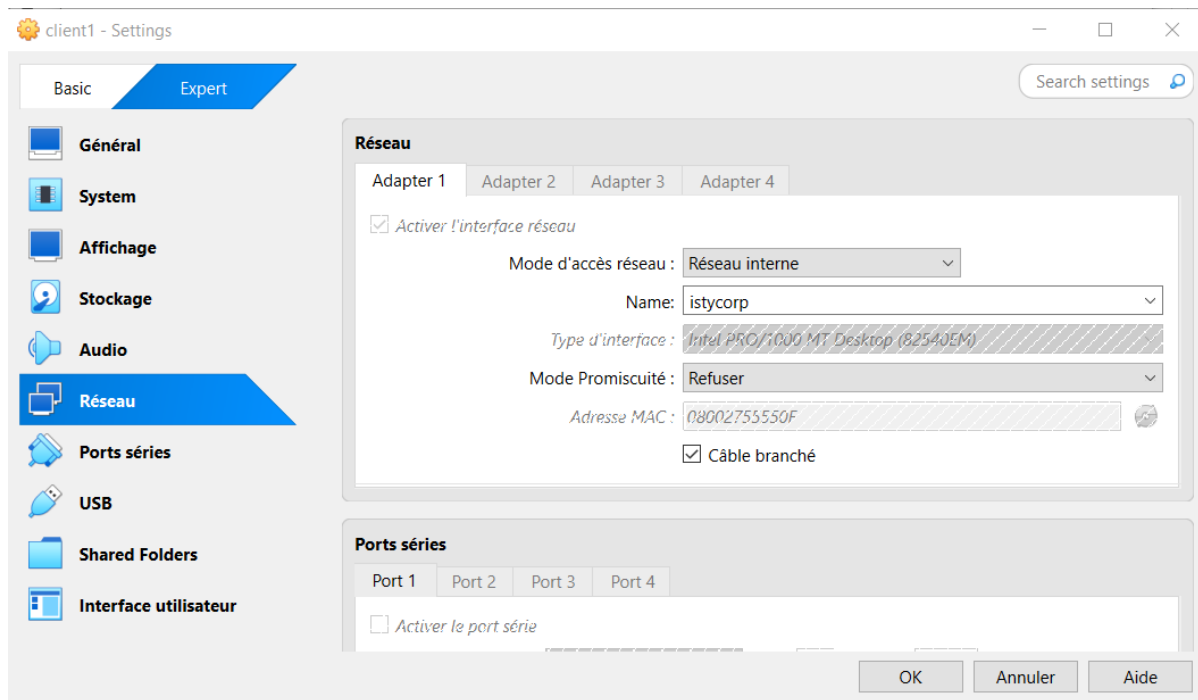 client1 - Settings
Basic Expert Search settings
Général
System
Affichage
Stockage
Audio
Réseau
Ports séries
USB
Shared Folders
Interface utilisateur
Réseau
Adapter 1 Adapter 2 Adapter 3 Adapter 4
Activer l'interface réseau
Mode d'accès réseau : Réseau interne
Name: istycorp
Type d'interface : Intel PRO/1000 MT Desktop (82540EM)
Mode Promiscuité : Refuser
Adresse MAC : 08002755550F
Câble branché
Ports séries
Port 1 Port 2 Port 3 Port 4
Activer le port série
OK Annuler Aide